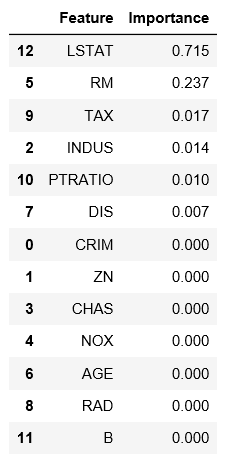 Feature Importance
12 LSTAT 0.715
5 RM 0.237
9 TAX 0.017
2 INDUS 0.014
10 PTRATIO 0.010
7 DIS 0.007
0 CRIM 0.000
1 ZN 0.000
3 CHAS 0.000
4 NOX 0.000
6 AGE 0.000
8 RAD 0.000
11 B 0.000